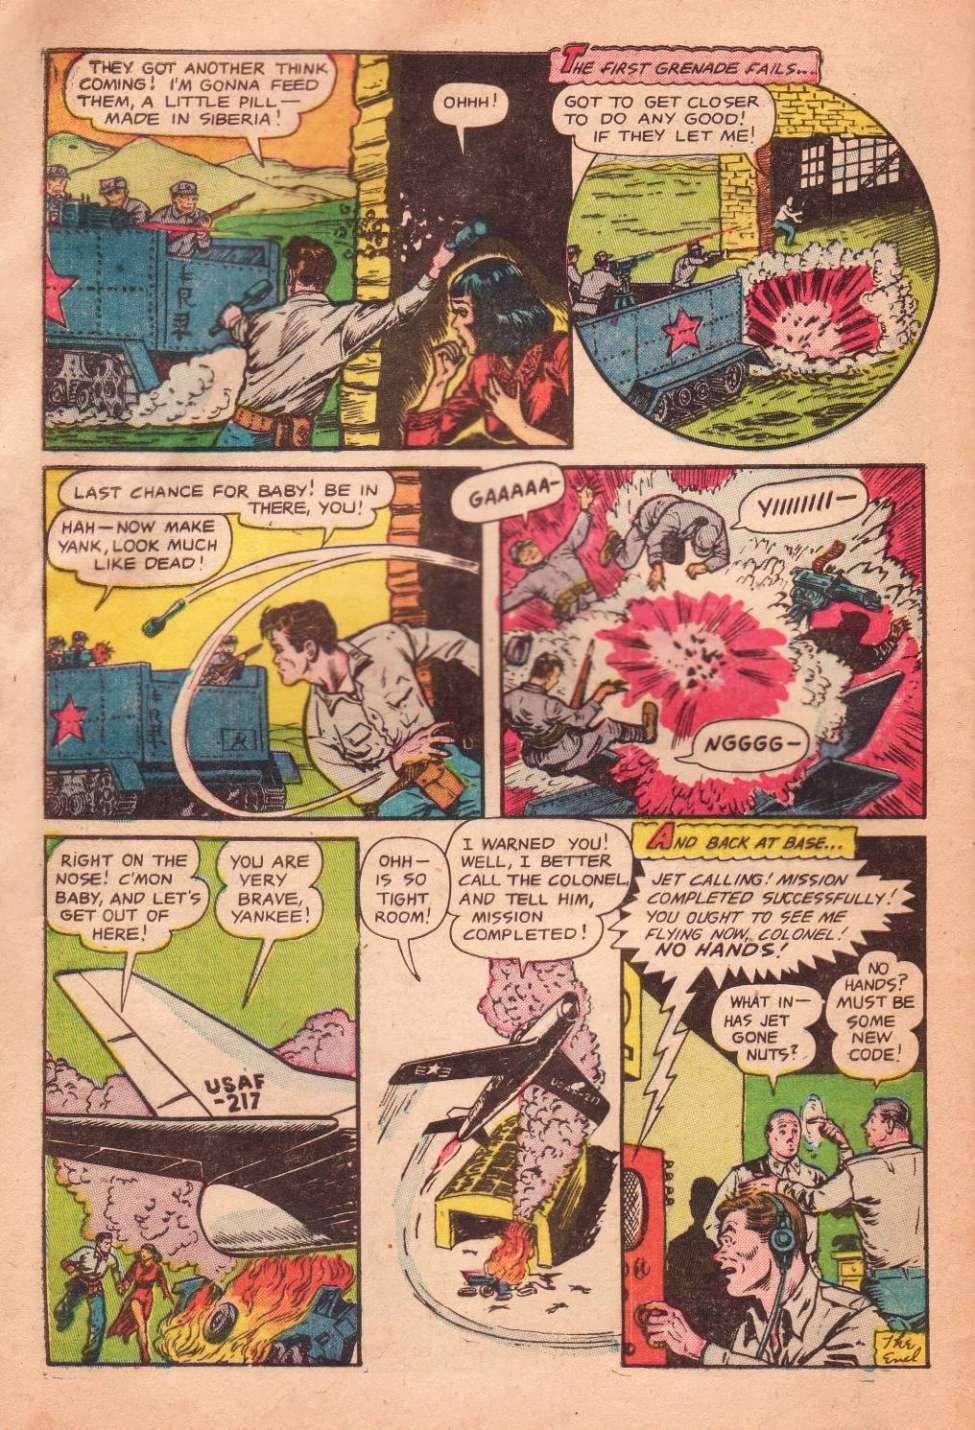 THEY GOT ANOTHER THINK
COMING! I'M GONNA FEED
THEM, A LITTLE PILL—
MADE IN SIBERIA!
OHHH!
THE FIRST GRENADE FAILS...
GOT TO GET CLOSER
TO DO ANY GOOD!
IF THEY LET ME!
LAST CHANCE FOR BABY! BE IN
THERE, YOU!
HAH—NOW MAKE
YANK, LOOK MUCH
LIKE DEAD!
GAAAAA-
YIIIIIIII—
NGGGG—
RIGHT ON THE
NOSE! C'MON
BABY, AND LET'S
GET OUT OF
HERE!
YOU ARE
VERY
BRAVE,
YANKEE!
USAF
-217
OHH—
IS SO
TIGHT
ROOM!
I WARNED YOU!
WELL, I BETTER
CALL THE COLONEL,
AND TELL HIM,
MISSION
COMPLETED!
AND BACK AT BASE...
JET CALLING! MISSION
COMPLETED SUCCESSFULLY!
YOU OUGHT TO SEE ME
FLYING NOW, COLONEL!
NO HANDS!
WHAT IN—
HAS JET
GONE
NUTS?
NO
HANDS?
MUST BE
SOME
NEW
CODE!
The
End